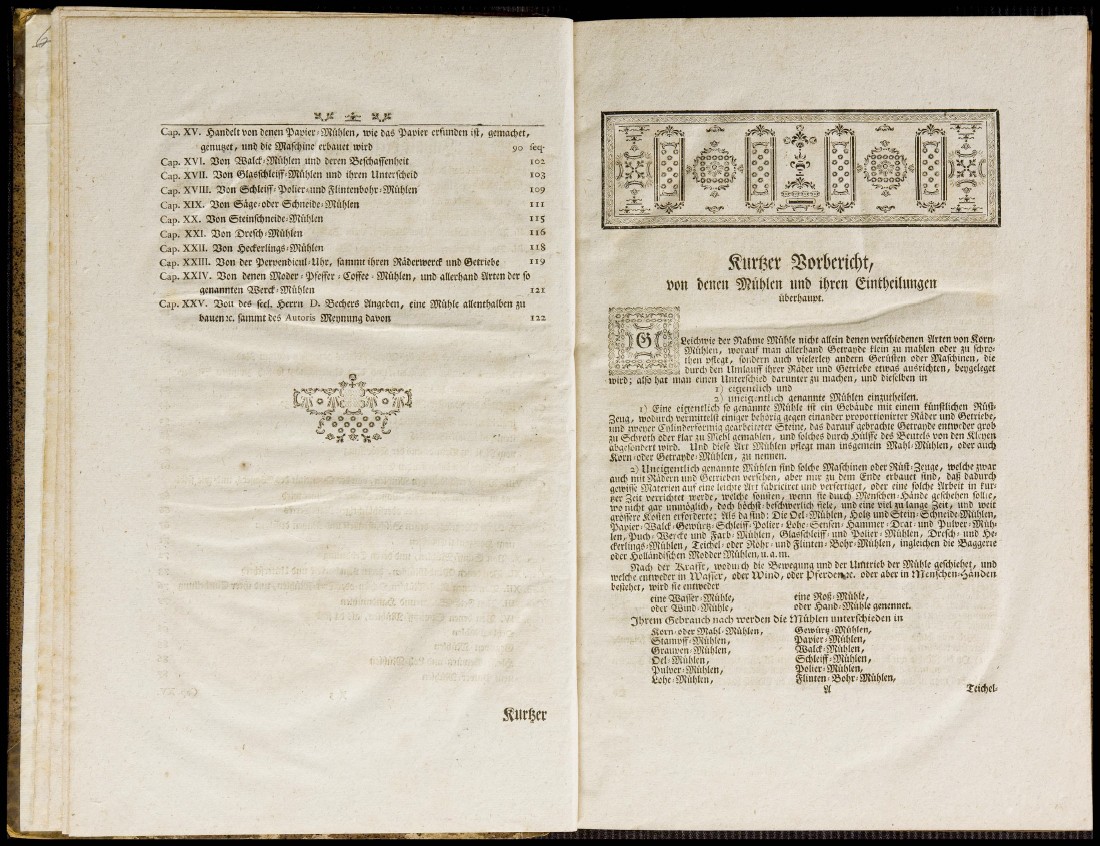 6
Cap. XV. Handelt von denen Papier-Mühlen, wie das Papier erfunden ist, gemachet,
genutzet, und die Maschine erbauet wird 90 seq.
Cap. XVI. Von Walck-Mühlen und deren Beschaffenheit 102
Cap. XVII. Von Glasschleiff-Mühlen und ihren Unterscheid 103
Cap. XVIII. Von Schleiff-Polier-und Flintenbohr-Mühlen 109
Cap. XIX. Von Säge-oder Schneide-Mühlen 111
Cap. XX. Von Steinschneide-Mühlen 115
Cap. XXI. Von Dresch-Mühlen 116
Cap. XXII. Von Heckerlings-Mühlen 118
Cap. XXIII. Von der Perpendicul-Uhr, sammt ihren Räderwerck und Getriebe 119
Cap. XXIV. Von denen Moder-Pfeffer-Coffee-Mühlen, und allerhand Arten der so
genannten Werck-Mühlen 121
Cap. XXV. Von des seel. Herrn D. Bechers Angeben, eine Mühle allenthalben zu
bauen ꝛc. sammt des Autoris Meynung davon 122
Kurtzer
Kurtzer Vorbericht,
von denen Mühlen und ihren Eintheilungen
überhaupt.
GLeichwie der Nahme Mühle nicht allein denen verschiedenen Arten von Korn-
Mühlen, worauf man allerhand Getrayde klein zu mahlen oder zu schro-
then pflegt, sondern auch vielerley andern Gerüsten oder Maschinen, die
durch den Umlauff ihrer Räder und Getriebe etwas ausrichten, beygeleget
wird; also hat man einen Unterschied darunter zu machen, und dieselben in
1) eigentlich und
2) uneigentlich genannte Mühlen einzutheilen.
1) Eine eigentlich so genannte Mühle ist ein Gebäude mit einem künstlichen Rüst-
Zeug, wodurch vermittelst einiger behörig gegen einander proportionirter Räder und Getriebe,
und zweyer Cylinderförmig gearbeiteter Steine, das darauf gebrachte Getrayde entweder grob
zu Schroth oder klar zu Mehl gemahlen, und solches durch Hülffe des Beutels von den Kleyen
abgesondert wird. Und diese Art Mühlen pflegt man insgemein Mahl-Mühlen, oder auch
Korn-oder Getrayde-Mühlen, zu nennen.
2) Uneigentlich genannte Mühlen sind solche Maschinen oder Rüst-Zeuge, welche zwar
auch mit Rädern und Getrieben versehen, aber nur zu dem Ende erbauet sind, daß dadurch
gewisse Materien auf eine leichte Art fabriciret und verfertiget, oder eine solche Arbeit in kur-
tzer Zeit verrichtet werde, welche sonsten, wenn sie durch Menschen-Hände geschehen sollte,
wo nicht gar unmöglich, doch höchst-beschwerlich fiele, und eine viel zu lange Zeit, und weit
grössere Kosten erforderte; Als da sind: Die Oel-Mühlen, Holtz und Stein-Schneide Mühlen,
Papier-Walck-Gewürtz-Schleiff-Polier-Lohe-Sensen-Hammer-Drat-und Pulver-Müh-
len, Puch-Wercke und Farb-Mühlen, Glasschleiff-und Polier-Mühlen, Dresch-und He-
ckerlings-Mühlen, Teichel-oder Rohr-und Flinten-Bohr-Mühlen, ingleichen die Baggerie
oder Holländischen Modder Mühlen, u.a.m.
Nach der Krafft, wodurch die Bewegung und der Umtrieb der Mühle geschiehet, und
welche entweder in Wasser, oder Wind, oder Pferden ꝛc. oder aber in Menschen-Händen
bestehet, wird sie entweder
eine Wasser-Mühle, eine Roß-Mühle,
oder Wind-Mühle, oder Hand-Mühle genennet.
Ihrem Gebrauch nach werden die Mühlen unterschieden in
Korn-oder Mahl-Mühlen, Gewürtz-Mühlen,
Stampff-Mühlen, Papier-Mühlen,
Graupen-Mühlen, Walck-Mühlen,
Oel-Mühlen, Schleiff-Mühlen,
Pulver-Mühlen, Polier-Mühlen,
Lohe-Mühlen, Flinten-Bohr-Mühlen,
A Teichel-